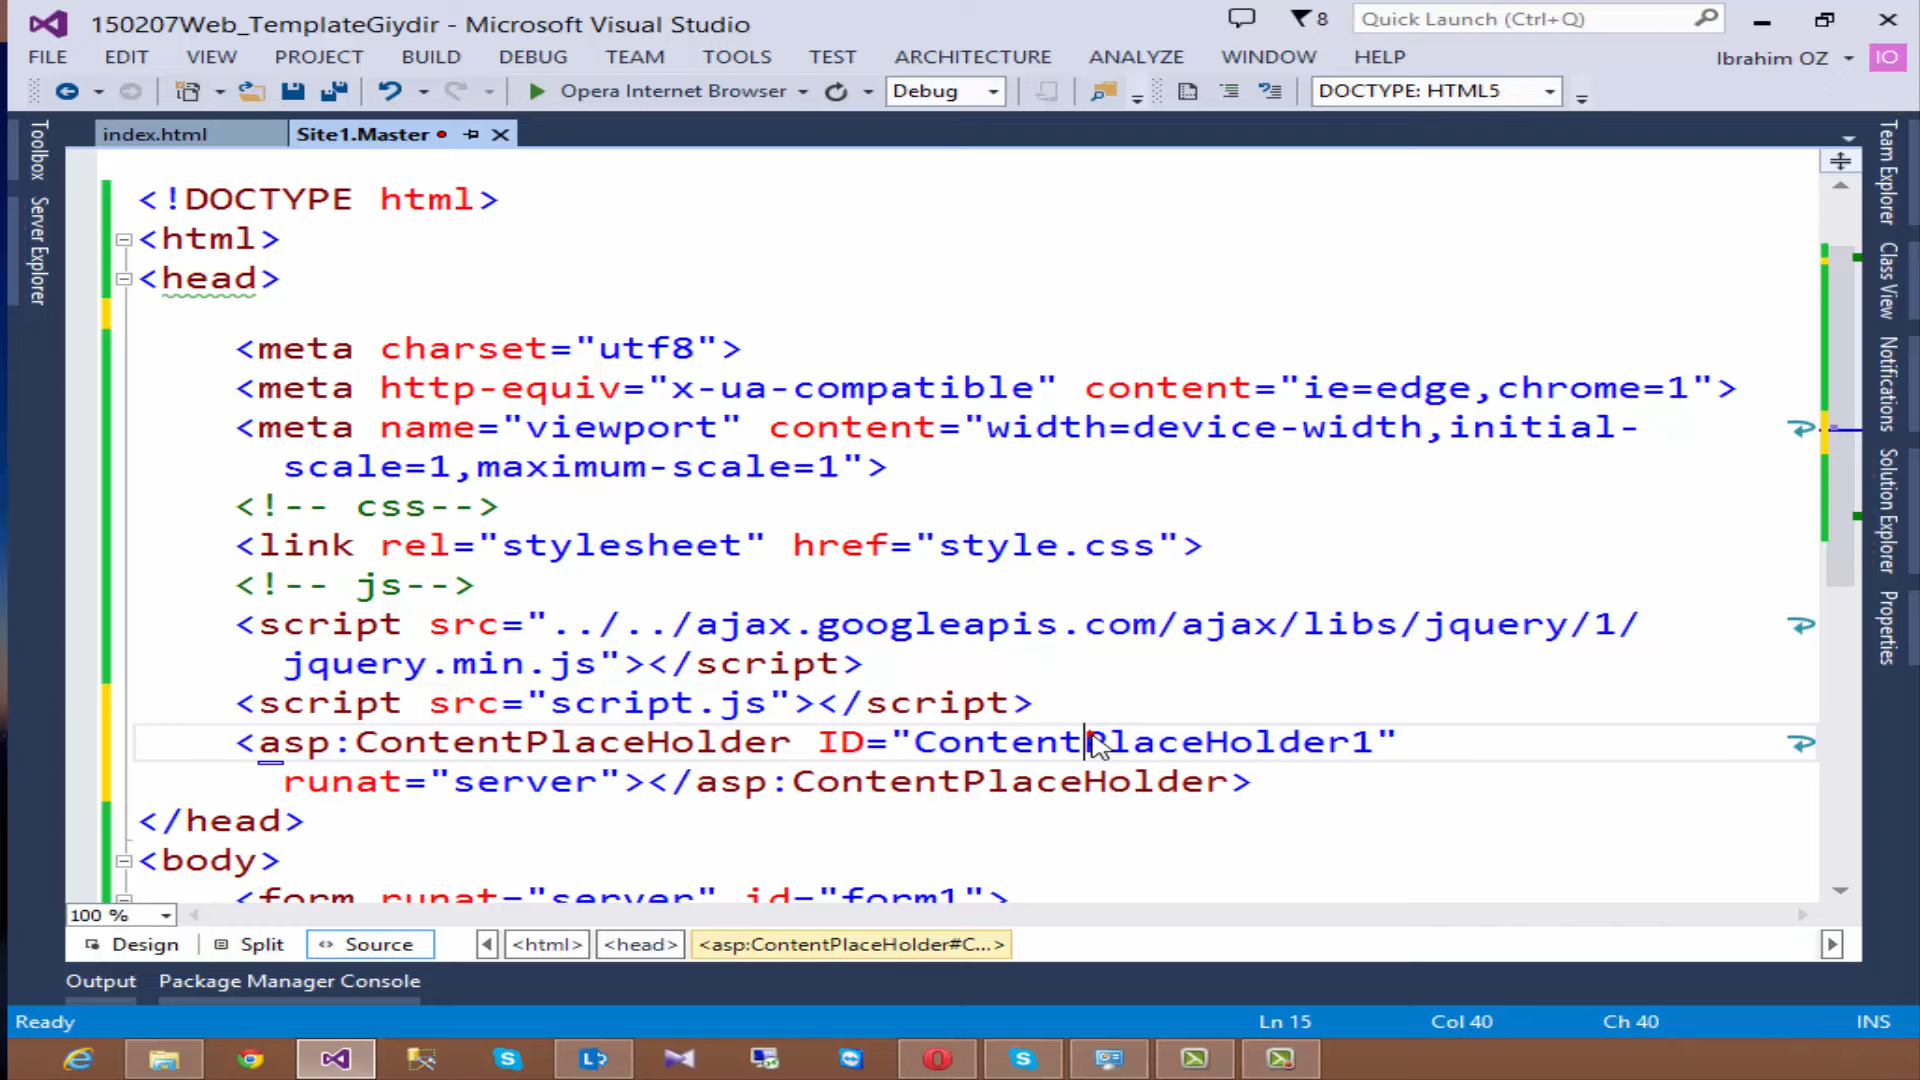 150207Web_TemplateGiydir - Microsoft Visual Studio
8
Quick Launch (Ctrl+Q)
FILE EDIT VIEW PROJECT BUILD DEBUG TEAM TOOLS TEST ARCHITECTURE ANALYZE WINDOW HELP
Ibrahim OZ IO
Opera Internet Browser Debug DOCTYPE: HTML5
index.html Site1.Master
Toolbox
Server Explorer
Team Explorer
Class View
Notifications
Solution Explorer
Properties
<!DOCTYPE html>
<html>
<head>
<meta charset="utf8">
<meta http-equiv="x-ua-compatible" content="ie=edge,chrome=1">
<meta name="viewport" content="width=device-width,initial-
scale=1,maximum-scale=1">
<!-- css-->
<link rel="stylesheet" href="style.css">
<!-- js-->
<script src="../../ajax.googleapis.com/ajax/libs/jquery/1/
jquery.min.js"></script>
<script src="script.js"></script>
<asp:ContentPlaceHolder ID="ContentPlaceHolder1"
runat="server"></asp:ContentPlaceHolder>
</head>
<body>
<form runat="server" id="form1">
100 %
Design Split Source <html> <head> <asp:ContentPlaceHolder#C...>
Output Package Manager Console
Ready Ln 15 Col 40 Ch 40 INS